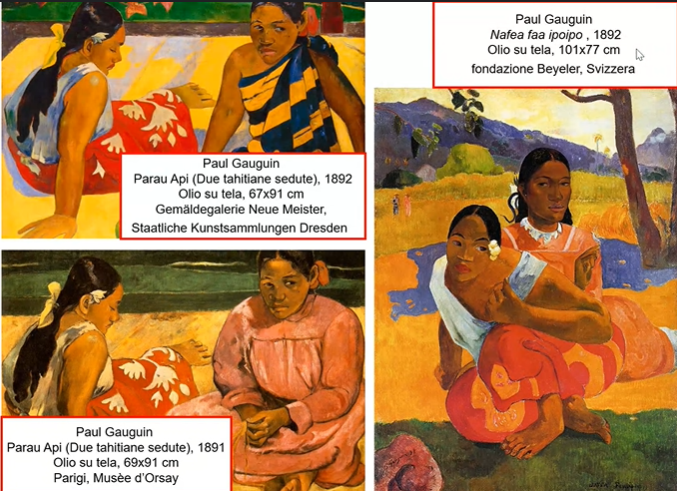 Paul Gauguin
Parau Api (Due tahitiane sedute), 1892
Olio su tela, 67x91 cm
Gemäldegalerie Neue Meister,
Staatliche Kunstsammlungen Dresden
Paul Gauguin
Parau Api (Due tahitiane sedute), 1891
Olio su tela, 69x91 cm
Parigi, Musèe d'Orsay
Paul Gauguin
Nafea faa ipoipo , 1892
Olio su tela, 101x77 cm
fondazione Beyeler, Svizzera